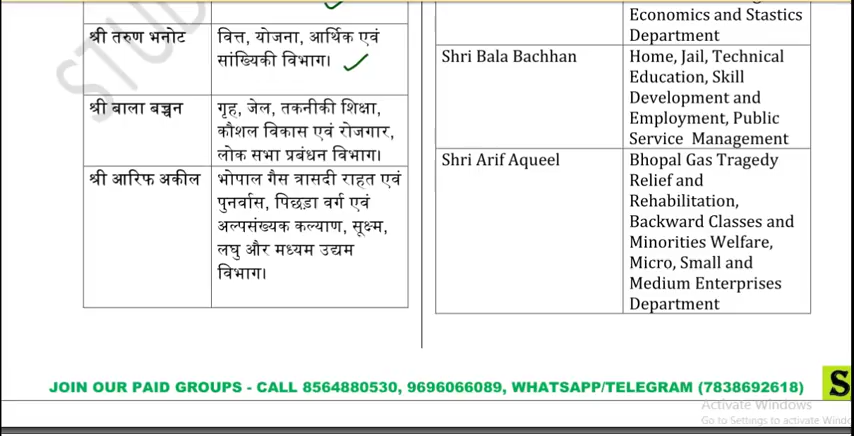 श्री तरुण भनोट
वित्त, योजना, आर्थिक एवं
सांख्यिकी विभाग।
श्री बाला बच्चन
गृह, जेल, तकनीकी शिक्षा,
कौशल विकास एवं रोजगार,
लोक सभा प्रबंधन विभाग।
श्री आरिफ अकील
भोपाल गैस त्रासदी राहत एवं
पुनर्वास, पिछड़ा वर्ग एवं
अल्पसंख्यक कल्याण, सूक्ष्म,
लघु और मध्यम उद्यम
विभाग।
Economics and Stastics
Department
Shri Bala Bachhan
Home, Jail, Technical
Education, Skill
Development and
Employment, Public
Service Management
Shri Arif Aqueel
Bhopal Gas Tragedy
Relief and
Rehabilitation,
Backward Classes and
Minorities Welfare,
Micro, Small and
Medium Enterprises
Department
JOIN OUR PAID GROUPS - CALL 8564880530, 9696066089, WHATSAPP/TELEGRAM (7838692618)
S
Activate Windows
Go to Settings to activate Wind